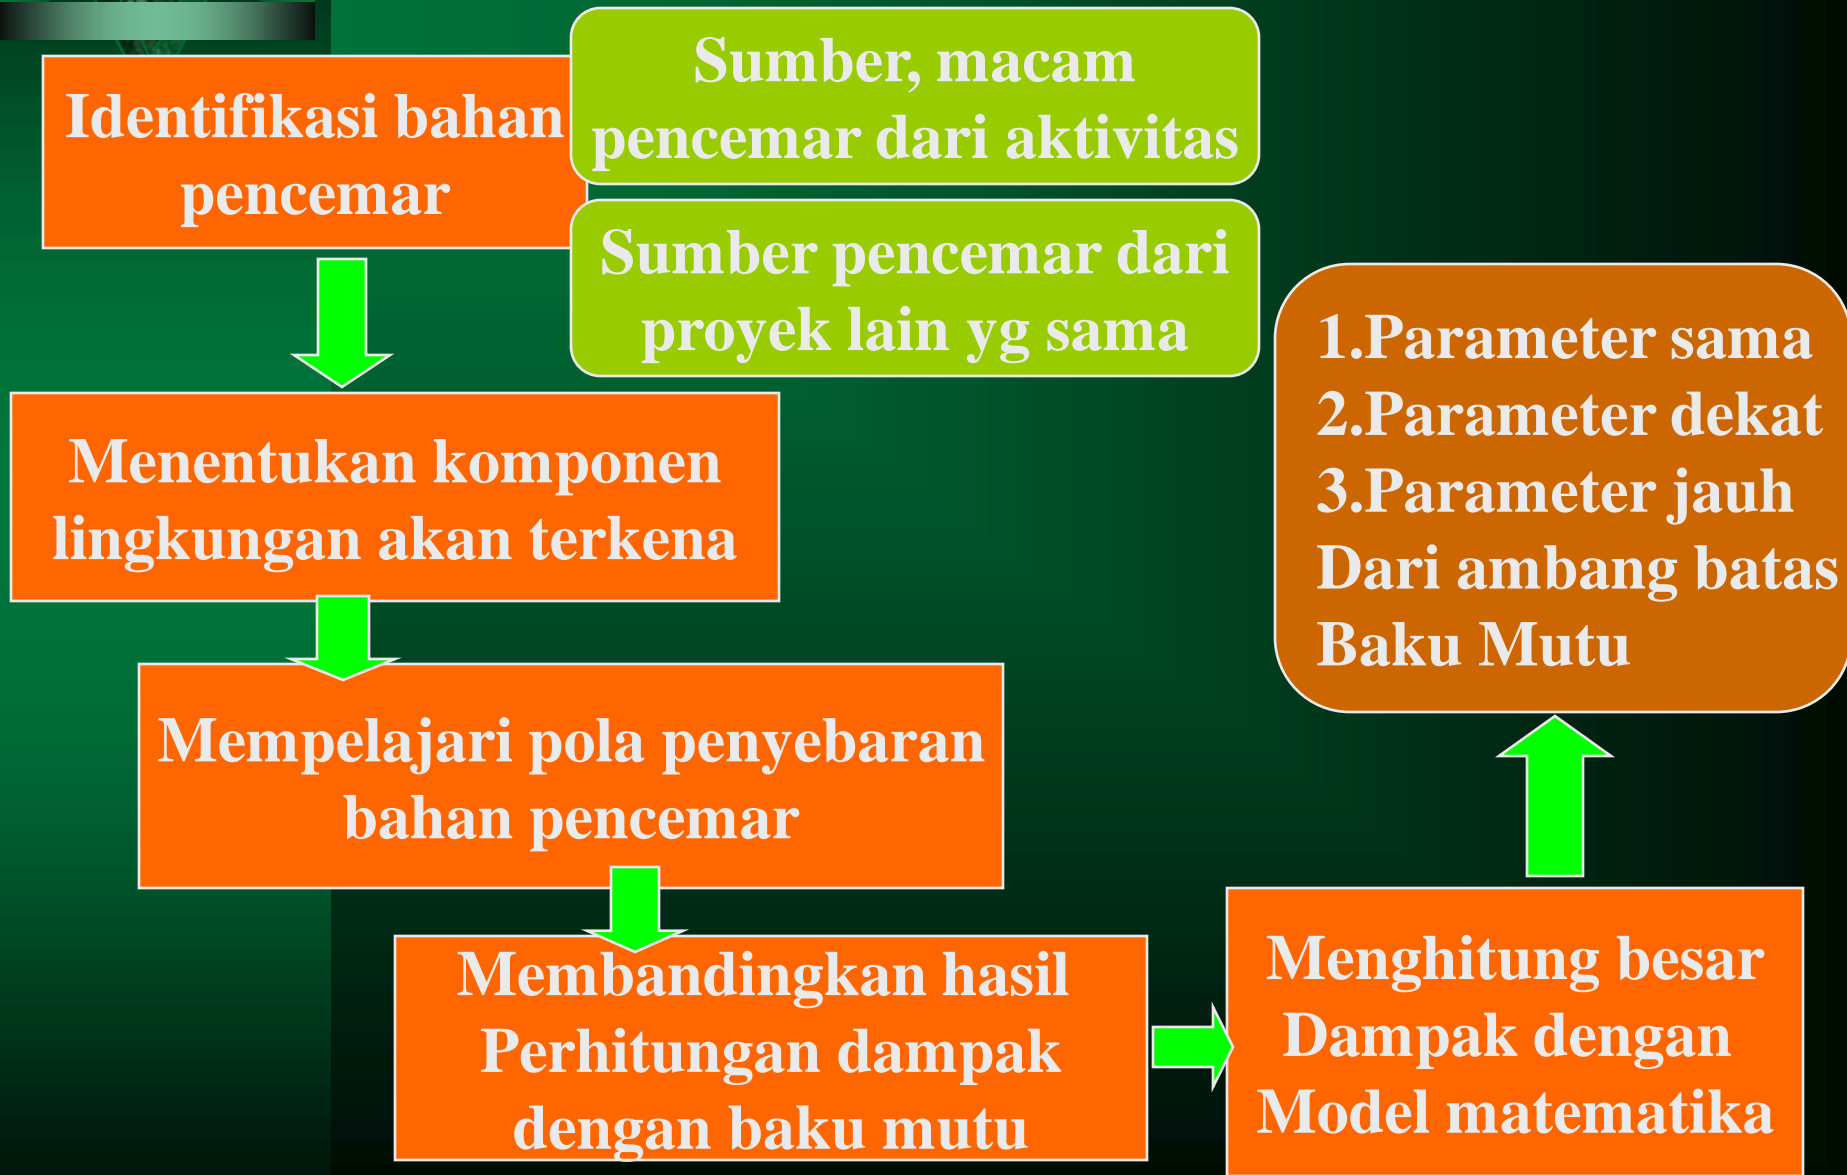 Identifikasi bahan
pencemar
Sumber, macam
pencemar dari aktivitas
Sumber pencemar dari
proyek lain yg sama
Menentukan komponen
lingkungan akan terkena
Mempelajari pola penyebaran
bahan pencemar
Membandingkan hasil
Perhitungan dampak
dengan baku mutu
Menghitung besar
Dampak dengan
Model matematika
1.Parameter sama
2.Parameter dekat
3.Parameter jauh
Dari ambang batas
Baku Mutu